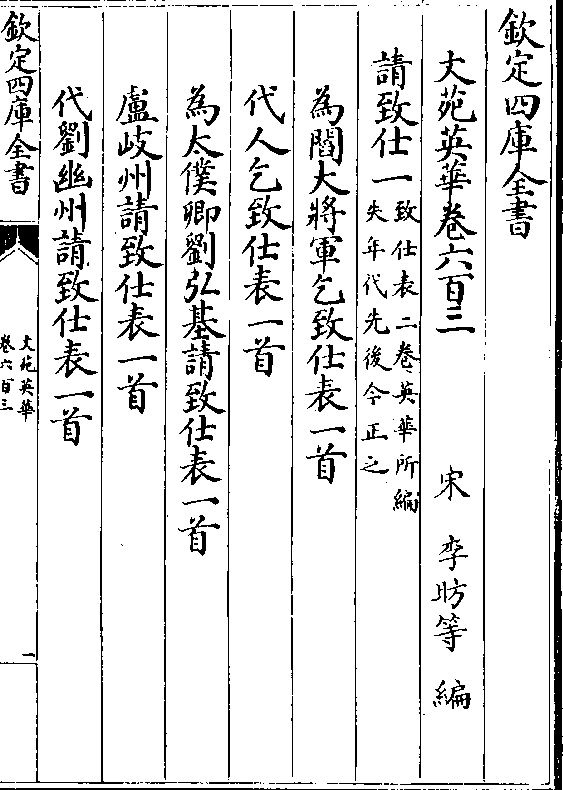 欽定四庫全書
文苑英華卷六百三
宋 李昉等 編
請致仕一致仕表二卷英華所編
失年代先後今正之
為閻大將軍乞致仕表一首
代人乞致仕表一首
為太僕卿劉弘基請致仕表一首
盧岐州請致仕表一首
代劉幽州請致仕表一首
欽定四庫全書
文苑英華
卷六百三
一